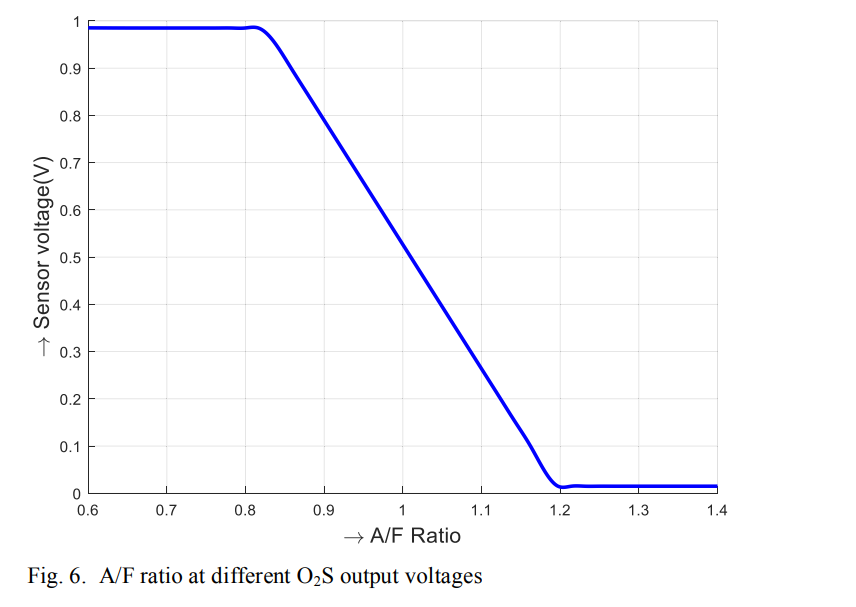 1
0.9
0.8
0.7
0.6
0.5
0.4
0.3
0.2
0.1
0
→ Sensor voltage(V)
0.6 0.7 0.8 0.9 1 1.1 1.2 1.3 1.4
→ A/F Ratio
Fig. 6. A/F ratio at different O₂S output voltages